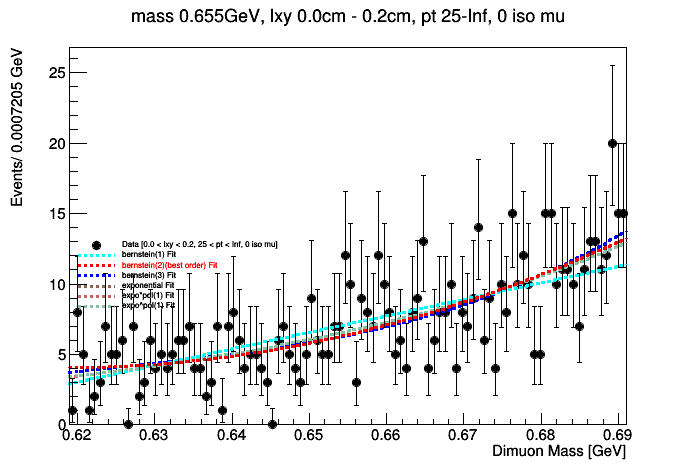 mass 0.655GeV, lxy 0.0cm - 0.2cm, pt 25-Inf, 0 iso mu
Events/ 0.0007205 GeV
25
20
15
10
5
0
Data [0.0 < lxy < 0.2, 25 < pt < Inf, 0 iso mu]
bernstein(1) Fit
bernstein(2)(best order) Fit
bernstein(3) Fit
exponential Fit
expo*pol(1) Fit
expo*pol(1) Fit
0.62 0.63 0.64 0.65 0.66 0.67 0.68 0.69
Dimuon Mass [GeV]